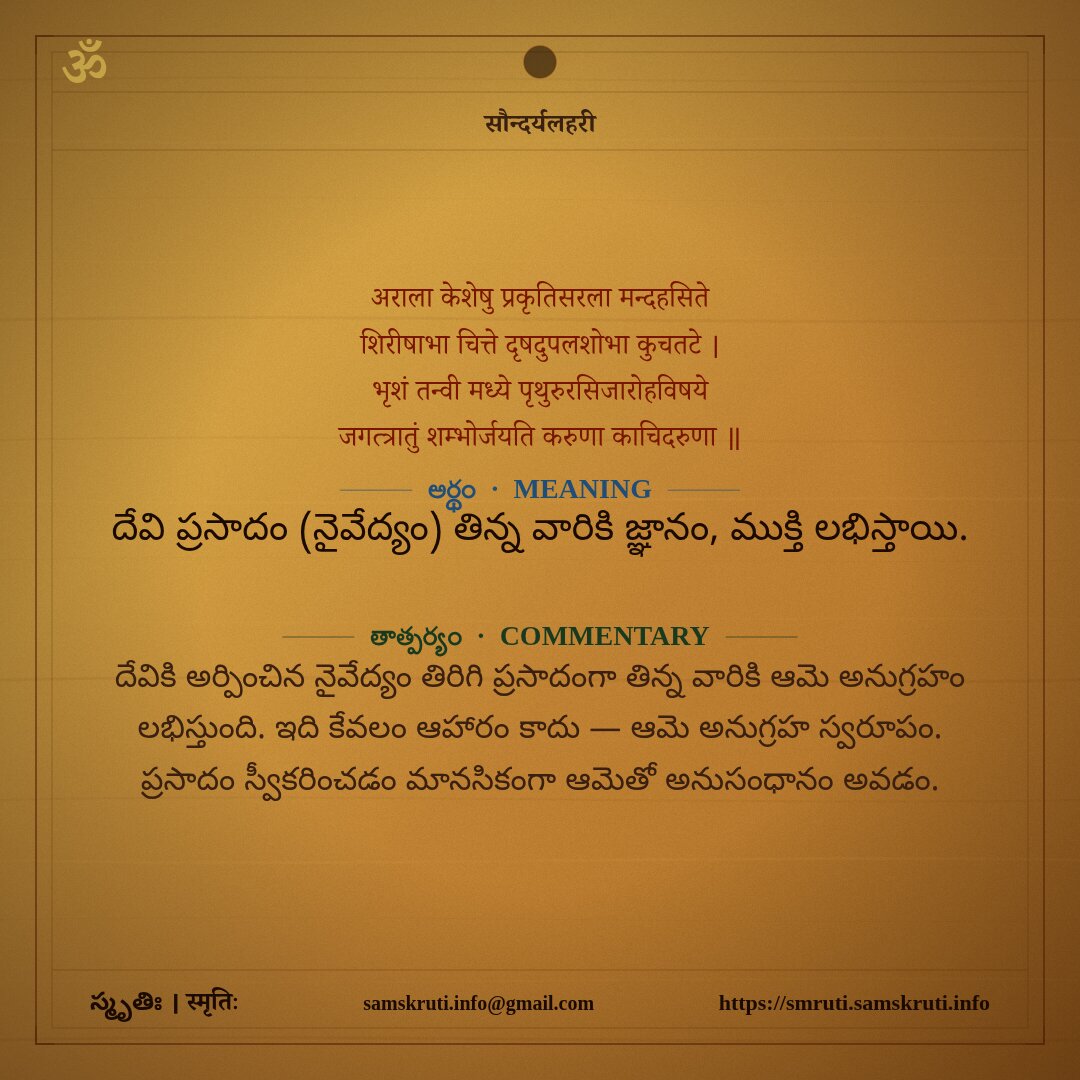 ॐ
सौन्दर्यलहरी
अराला केशेषु प्रकृतिसरला मन्दहसिते
शिरीषाभा चित्ते दृषदुपलशोभा कुचतटे |
भृशं तन्वी मध्ये पृथुरुरसिजारोहविषये
जगत्त्रातुं शम्भोर्जयति करुणा काचिदरुणा ॥
అర్థం · MEANING
దేవి ప్రసాదం (నైవేద్యం) తిన్న వారికి జ్ఞానం, ముక్తి లభిస్తాయి.
తాత్పర్యం · COMMENTARY
దేవికి అర్పించిన నైవేద్యం తిరిగి ప్రసాదంగా తిన్న వారికి ఆమె అనుగ్రహం
లభిస్తుంది. ఇది కేవలం ఆహారం కాదు — ఆమె అనుగ్రహ స్వరూపం.
ప్రసాదం స్వీకరించడం మానసికంగా ఆమెతో అనుసంధానం అవడం.
స్మృతిః | स्मृतिः samskruti.info@gmail.com https://smruti.samskruti.info